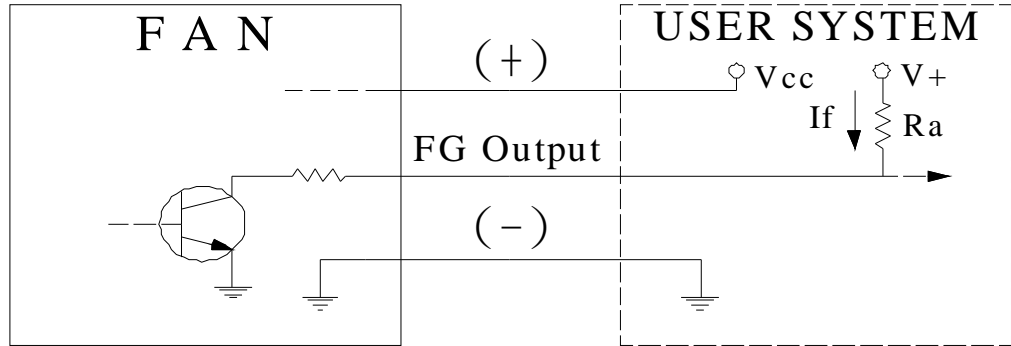 F A N
USER SYSTEM
(+)
Vcc
V+
If
Ra
FG Output
(-)